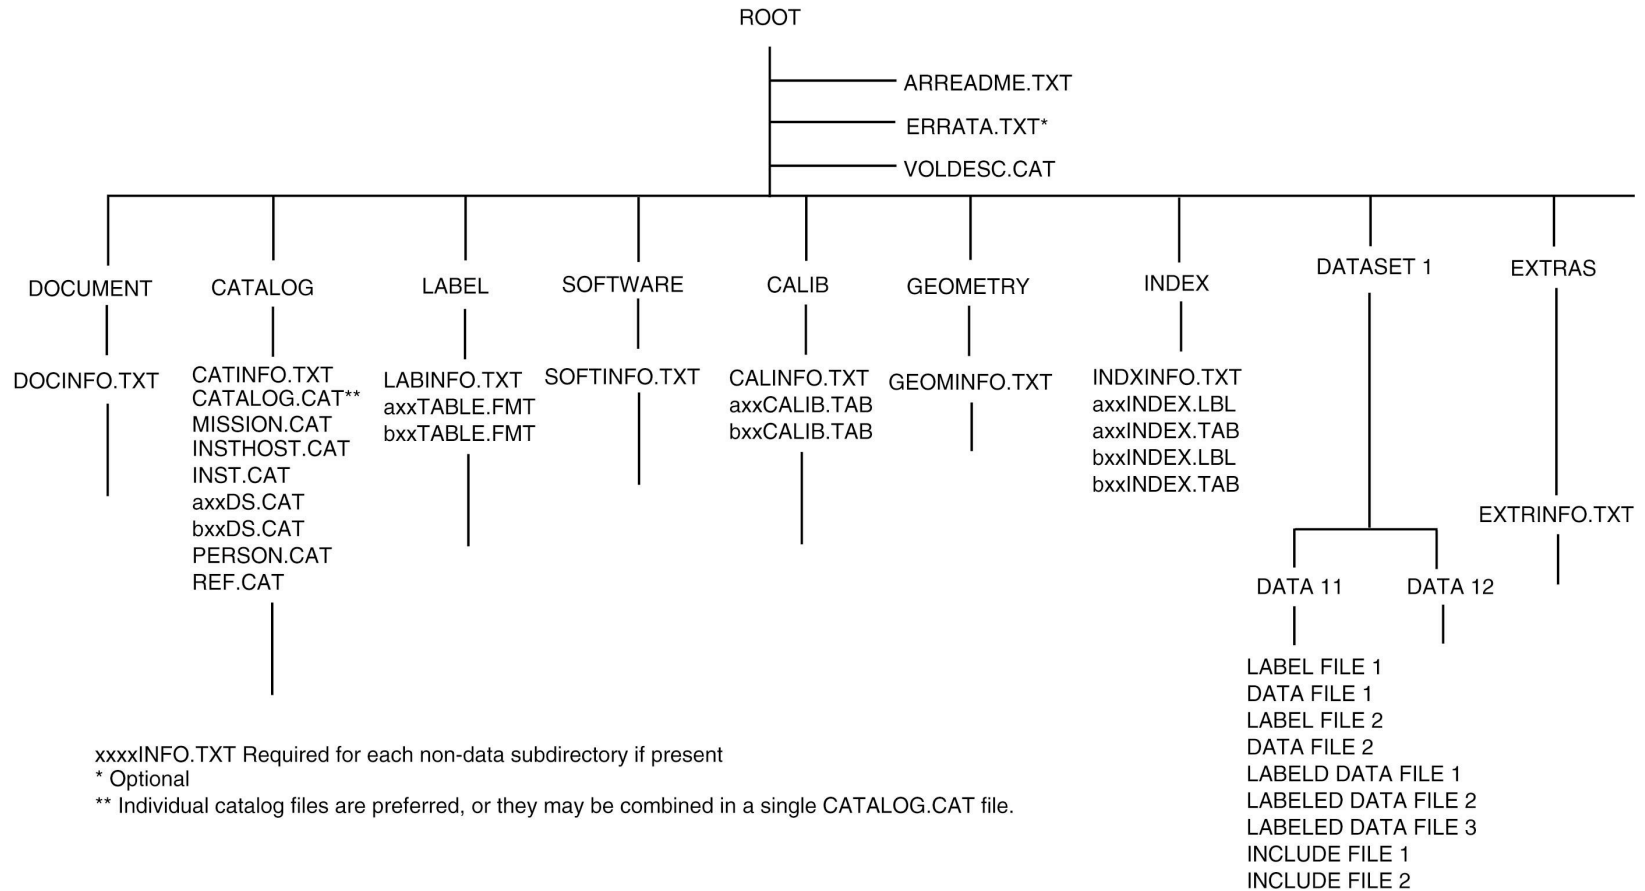 ROOT
ARREADME.TXT
ERRATA.TXT*
VOLDESC.CAT
DOCUMENT
DOCINFO.TXT
CATALOG
CATINFO.TXT
CATALOG.CAT**
MISSION.CAT
INSTHOST.CAT
INST.CAT
axxDS.CAT
bxxDS.CAT
PERSON.CAT
REF.CAT
LABEL
LABINFO.TXT
axxTABLE.FMT
bxxTABLE.FMT
SOFTWARE
SOFTINFO.TXT
CALIB
CALINFO.TXT
axxCALIB.TAB
bxxCALIB.TAB
GEOMETRY
GEOMINFO.TXT
INDEX
INDXINFO.TXT
axxINDEX.LBL
axxINDEX.TAB
bxxINDEX.LBL
bxxINDEX.TAB
DATASET 1
DATA 11
LABEL FILE 1
DATA FILE 1
LABEL FILE 2
DATA FILE 2
LABELD DATA FILE 1
LABELED DATA FILE 2
LABELED DATA FILE 3
INCLUDE FILE 1
INCLUDE FILE 2
DATA 12
EXTRAS
EXTRINFO.TXT
xxxxINFO.TXT Required for each non-data subdirectory if present
* Optional
** Individual catalog files are preferred, or they may be combined in a single CATALOG.CAT file.